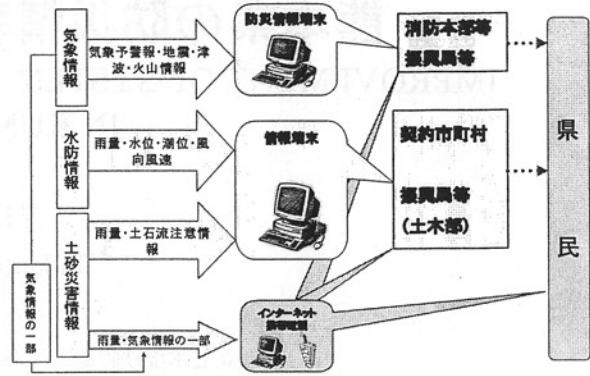 気象情報
気象予警報・地震・津
波・火山情報
防災情報端末
消防本部等
振興局等
水防情報
雨量・水位・潮位・風
向風速
情報端末
契約市町村
振興局等
(土木部)
県民
土砂災害情報
雨量・土石流注意情
報
気象情報の一部
雨量・気象情報の一部
インターネット
携帯電話